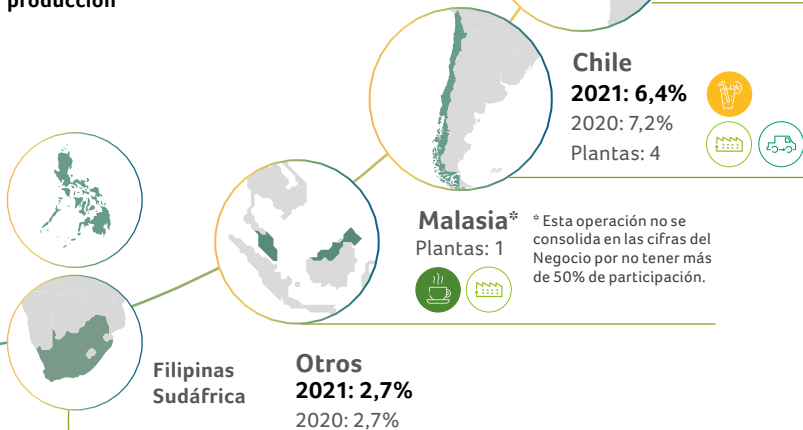 producción
Chile
2021: 6,4%
2020: 7,2%
Plantas: 4
Malasia*
Plantas: 1
* Esta operación no se
consolida en las cifras del
Negocio por no tener más
de 50% de participación.
Filipinas
Sudáfrica
Otros
2021: 2,7%
2020: 2,7%